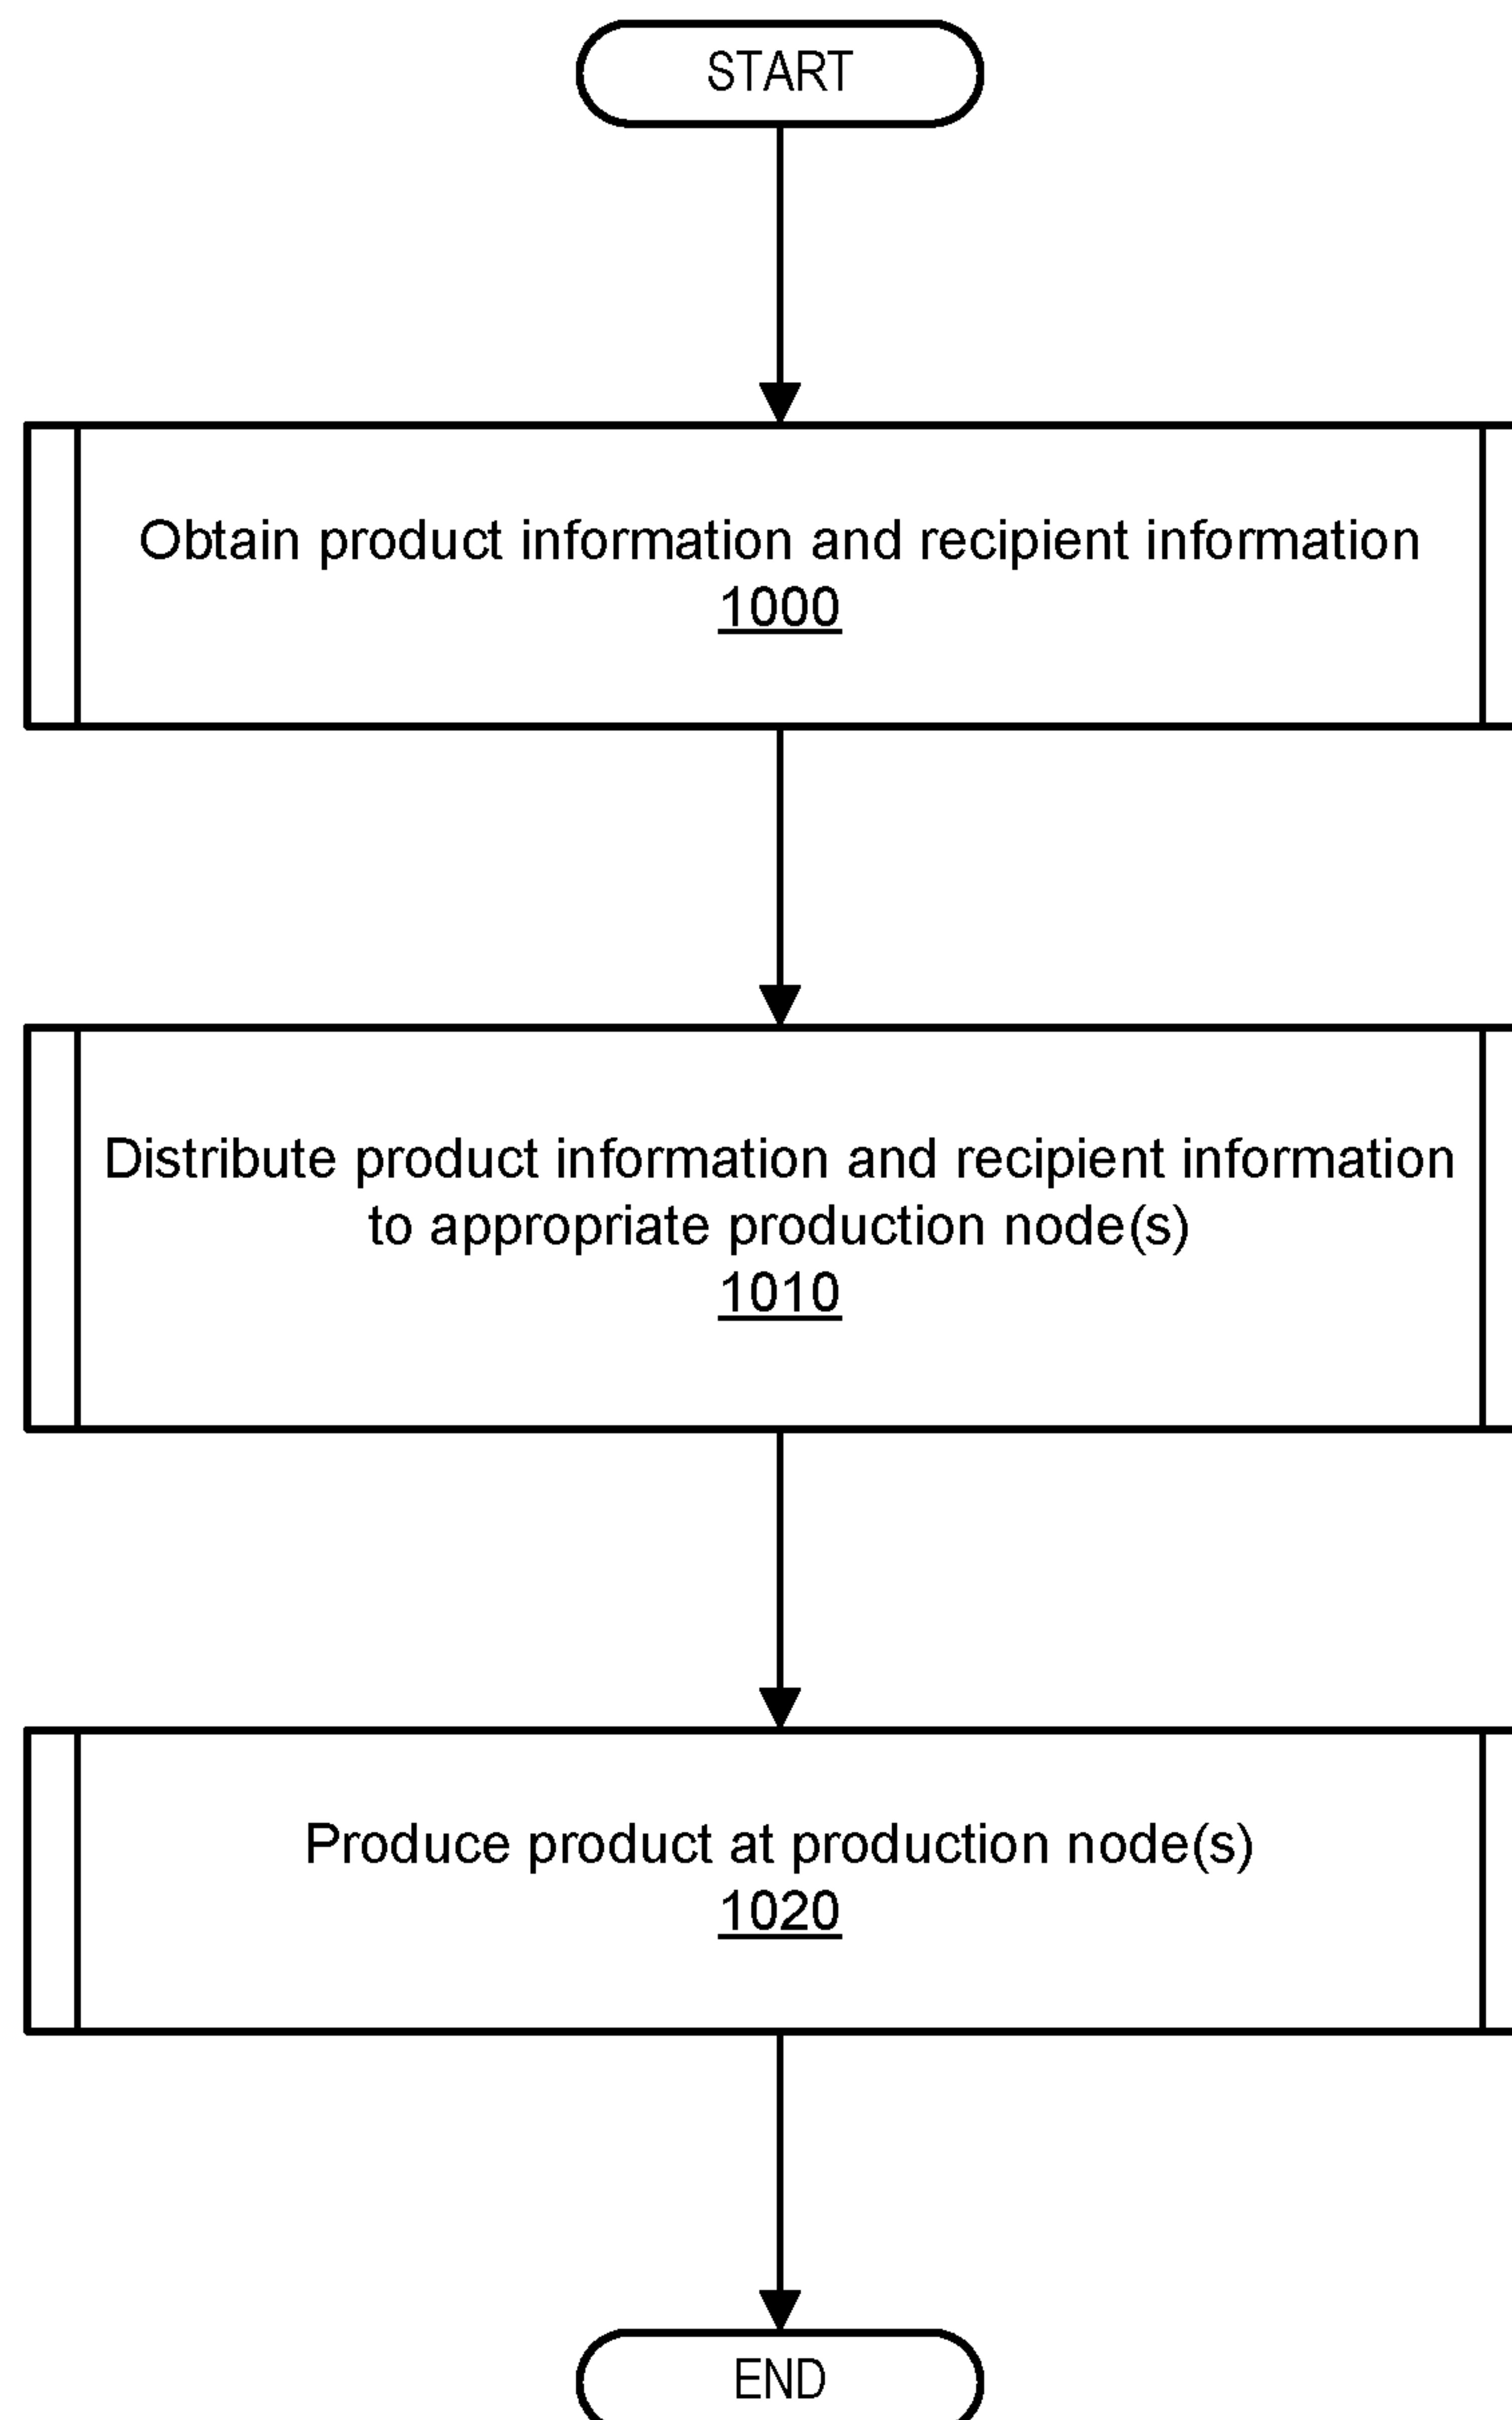 START
Obtain product information and recipient information
1000
Distribute product information and recipient information
to appropriate production node(s)
1010
Produce product at production node(s)
1020
END